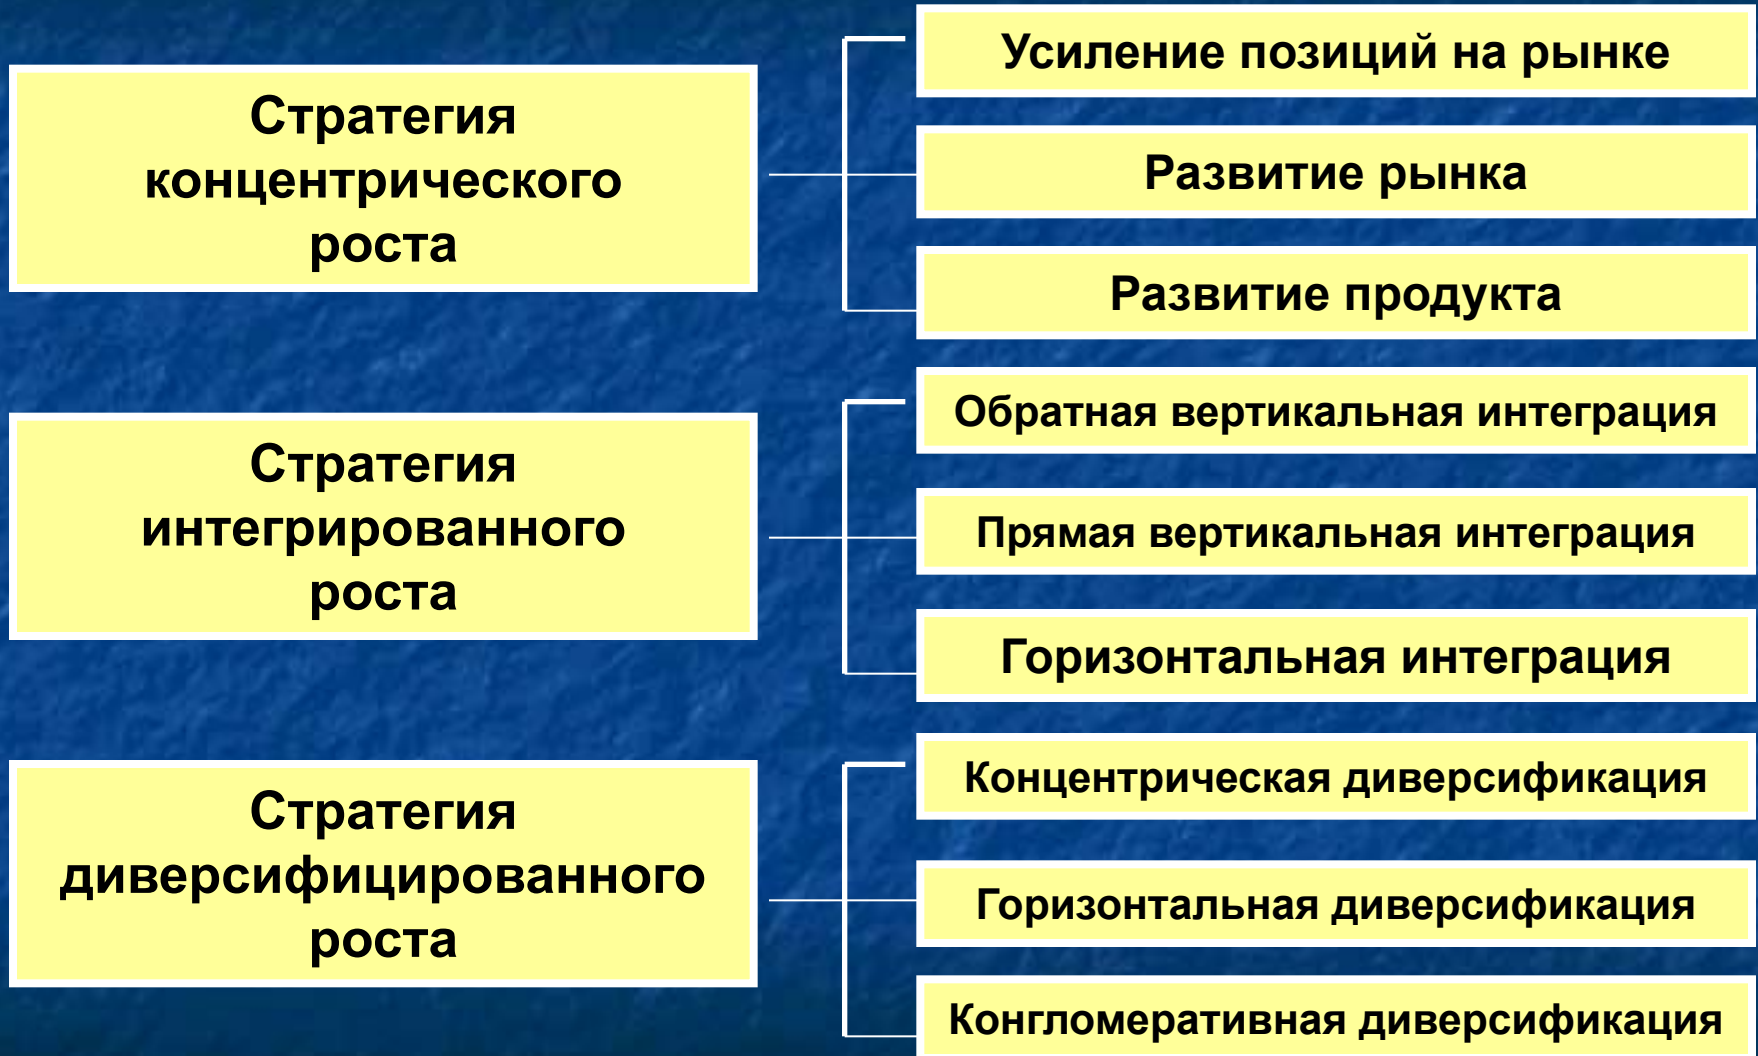 Стратегия
концентрического
роста
Усиление позиций на рынке
Развитие рынка
Развитие продукта
Стратегия
интегрированного
роста
Обратная вертикальная интеграция
Прямая вертикальная интеграция
Горизонтальная интеграция
Стратегия
диверсифицированного
роста
Концентрическая диверсификация
Горизонтальная диверсификация
Конгломеративная диверсификация